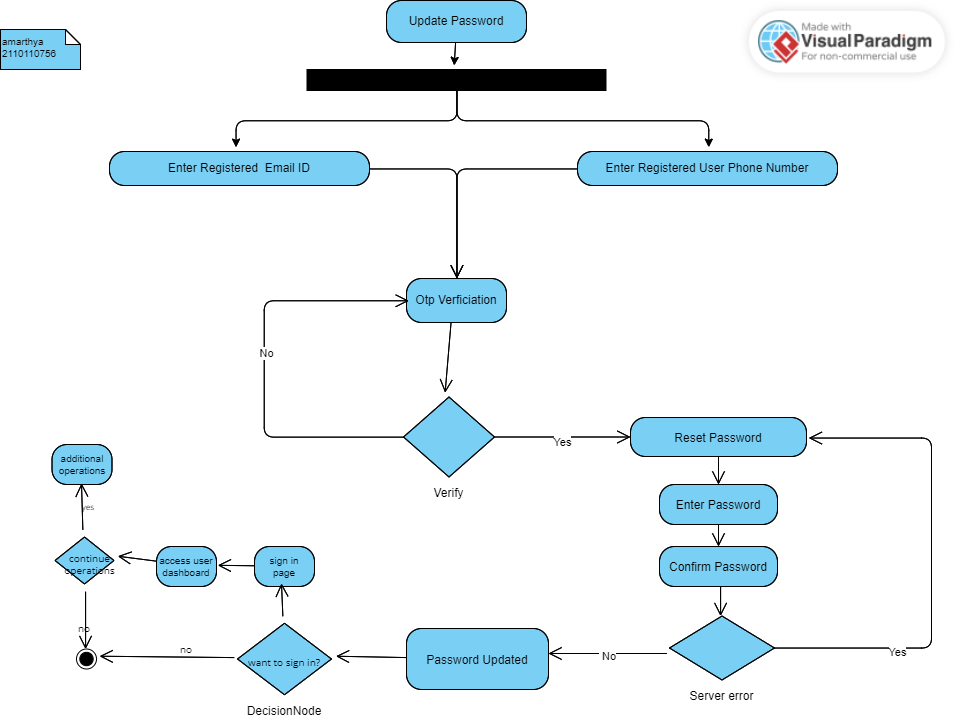 Update Password
Made with
VisualParadigm
For non-commercial use
amarthya
2110110756
Enter Registered Email ID
Enter Registered User Phone Number
Otp Verficiation
No
Yes
Reset Password
additional
operations
Verify
yes
Enter Password
continue
operations
access user
dashboard
sign in
page
Confirm Password
no
no
want to sign in?
Password Updated
No
Yes
Server error
DecisionNode